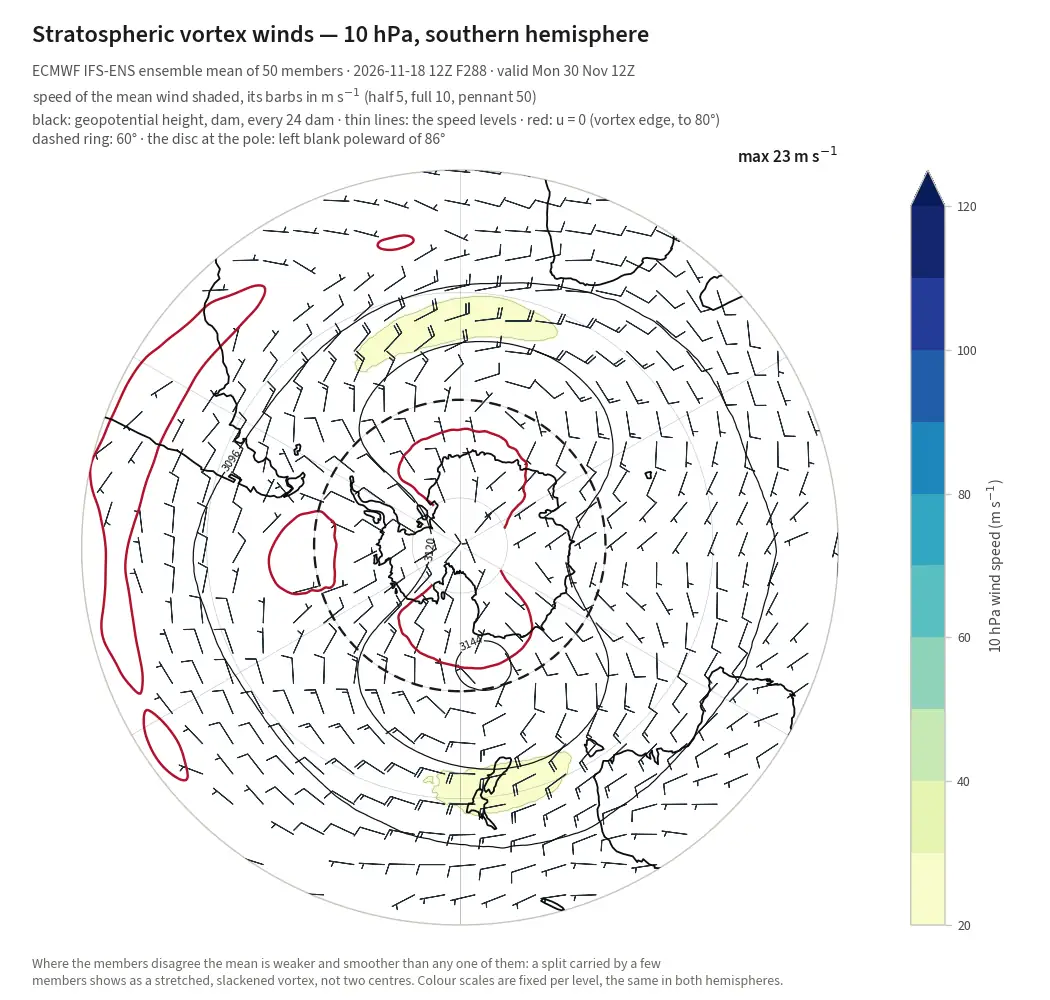 Stratospheric vortex winds — 10 hPa, southern hemisphere
ECMWF IFS-ENS ensemble mean of 50 members · 2026-11-18 12Z F288 · valid Mon 30 Nov 12Z
speed of the mean wind shaded, its barbs in m s⁻¹ (half 5, full 10, pennant 50)
black: geopotential height, dam, every 24 dam · thin lines: the speed levels · red: u = 0 (vortex edge, to 80°)
dashed ring: 60° · the disc at the pole: left blank poleward of 86°
max 23 m s⁻¹
120
100
80
60
40
20
10 hPa wind speed (m s⁻¹)
3096
3120
3144
Where the members disagree the mean is weaker and smoother than any one of them: a split carried by a few
members shows as a stretched, slackened vortex, not two centres. Colour scales are fixed per level, the same in both hemispheres.